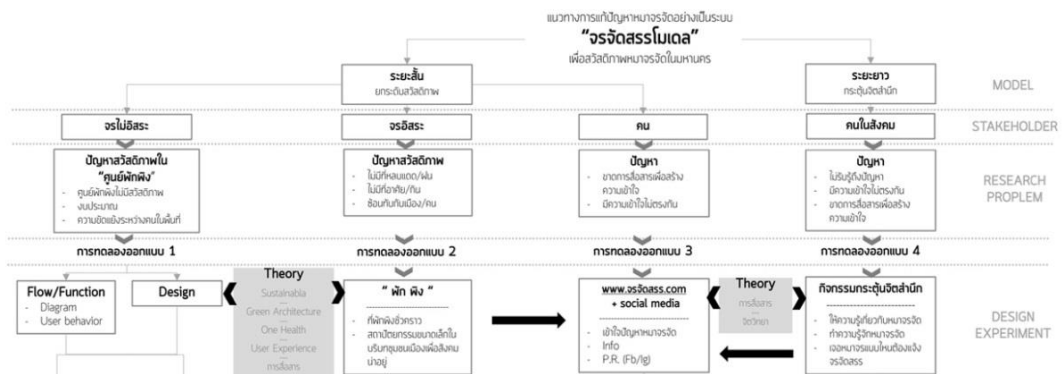 แนวทางการแก้ปัญหาหมาจรจัดอย่างเป็นระบบ
“จรจัดสรรโมเดล”
เพื่อสวัสดิภาพหมาจรจัดในมหานคร
ระยะสั้น
ยกระดับสวัสดิภาพ
ระยะยาว
กระตุ้นจิตสำนึก
MODEL
จรไม่อิสระ
จรอิสระ
คน
คนในสังคม
STAKEHOLDER
ปัญหาสวัสดิภาพใน
“ศูนย์พักพิง”
- ศูนย์พักพิงไม่มีสวัสดิภาพ
- งบประมาณ
- ความขัดแย้งระหว่างคนในพื้นที่
ปัญหาสวัสดิภาพ
- ไม่มีที่หลบแดด/ฝน
- ไม่มีที่อาศัย/กิน
- ซ้อนทับกับเมือง/คน
ปัญหา
- ขาดการสื่อสารเพื่อสร้าง
ความเข้าใจ
- มีความเข้าใจไม่ตรงกัน
ปัญหา
- ไม่รับรู้ถึงปัญหา
- มีความเข้าใจไม่ตรงกัน
- ขาดการสื่อสารเพื่อสร้าง
ความเข้าใจ
RESEARCH
PROPLEM
การทดลองออกแบบ 1
การทดลองออกแบบ 2
การทดลองออกแบบ 3
การทดลองออกแบบ 4
Flow/Function
- Diagram
- User behavior
Design
Theory
Sustainabla
Green Architecture
One Health
User Experience
การสื่อสาร
“ พัก พิง ”
- ที่พักพิงชั่วคราว
- สถาปัตยกรรมขนาดเล็กใน
บริบทชุมชนเมืองเพื่อสังคม
น่าอยู่
www.จรจัดสรร.com
+ social media
- เข้าใจปัญหาหมาจรจัด
- Info
- P.R. (Fb/Ig)
Theory
การสื่อสาร
จิตวิทยา
กิจกรรมกระตุ้นจิตสำนึก
- ให้ความรู้เกี่ยวกับหมาจรจัด
- ทำความรู้จักหมาจรจัด
- เจอหมาจรแบบไหนต้องแจ้ง
จรจัดสรร
DESIGN
EXPERIMENT